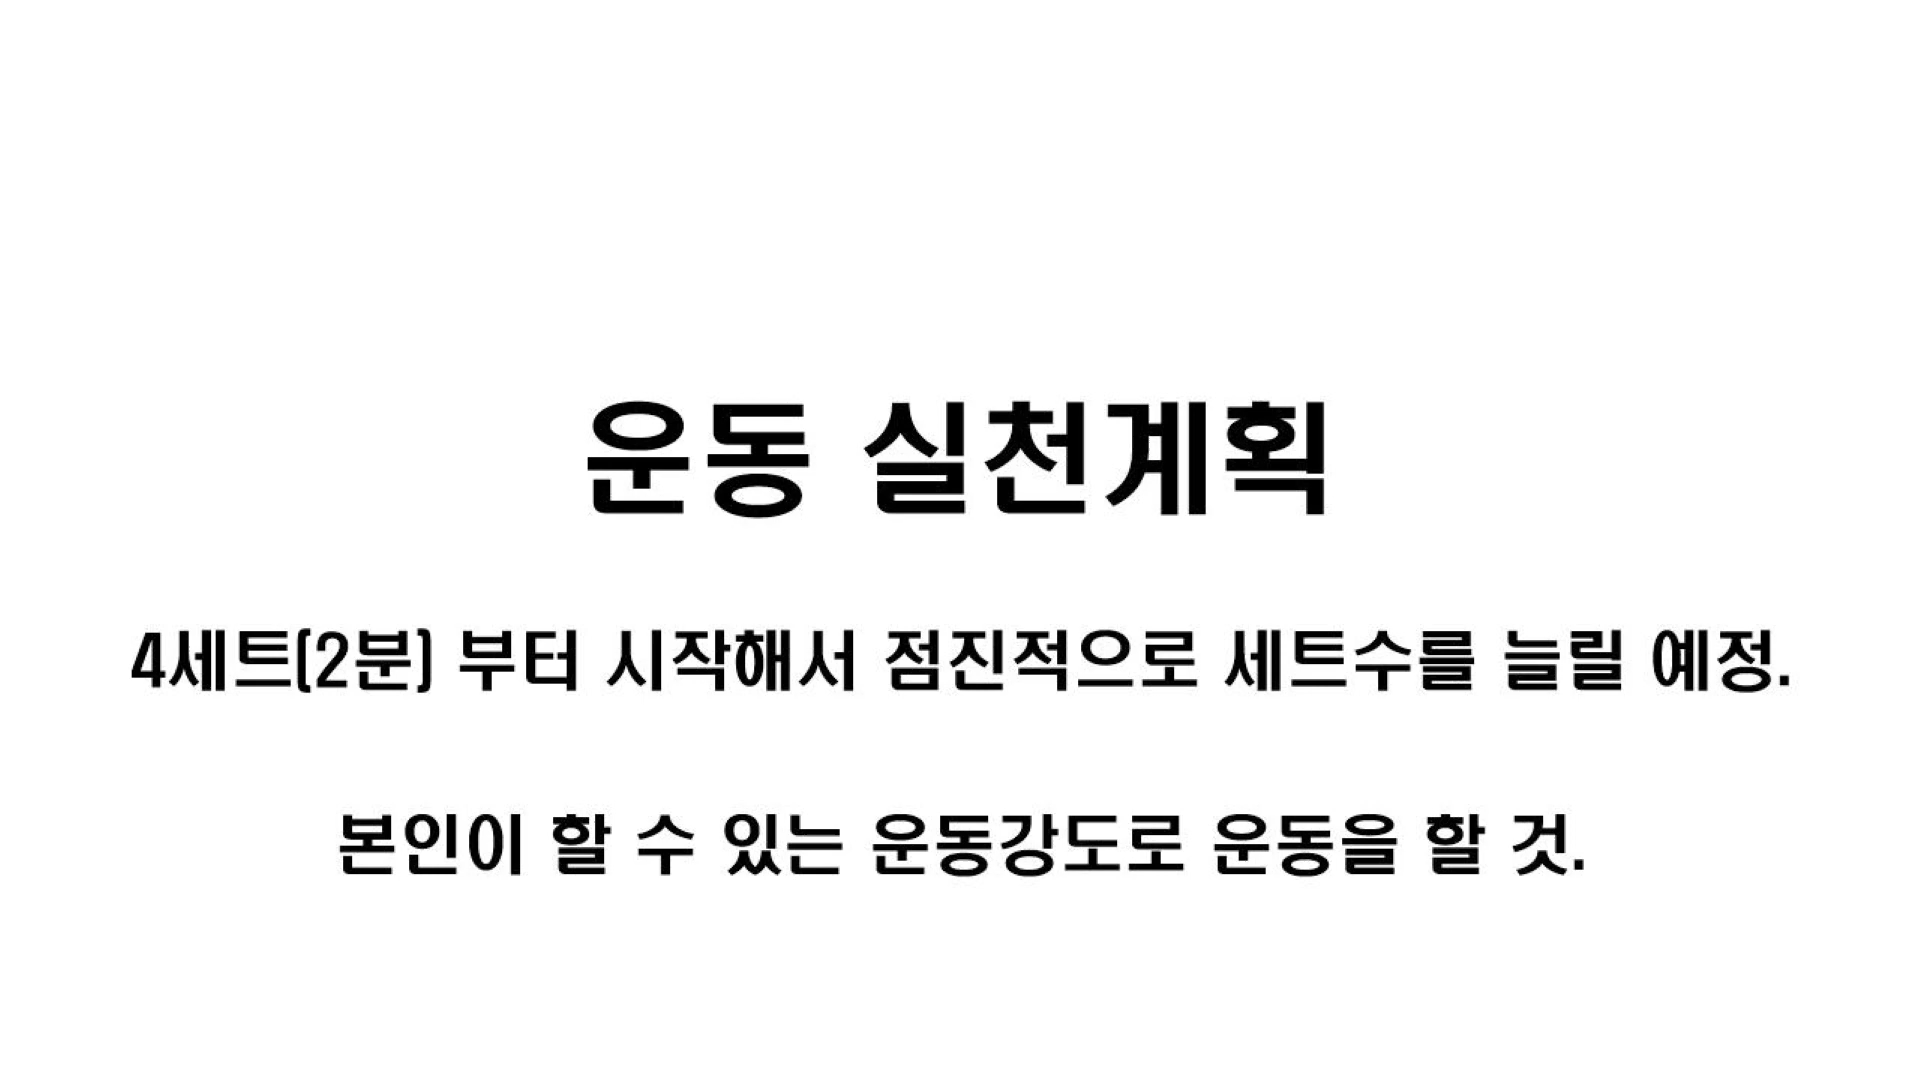 운동 실천계획
4세트(2분) 부터 시작해서 점진적으로 세트수를 늘릴 예정.
본인이 할 수 있는 운동강도로 운동을 할 것.